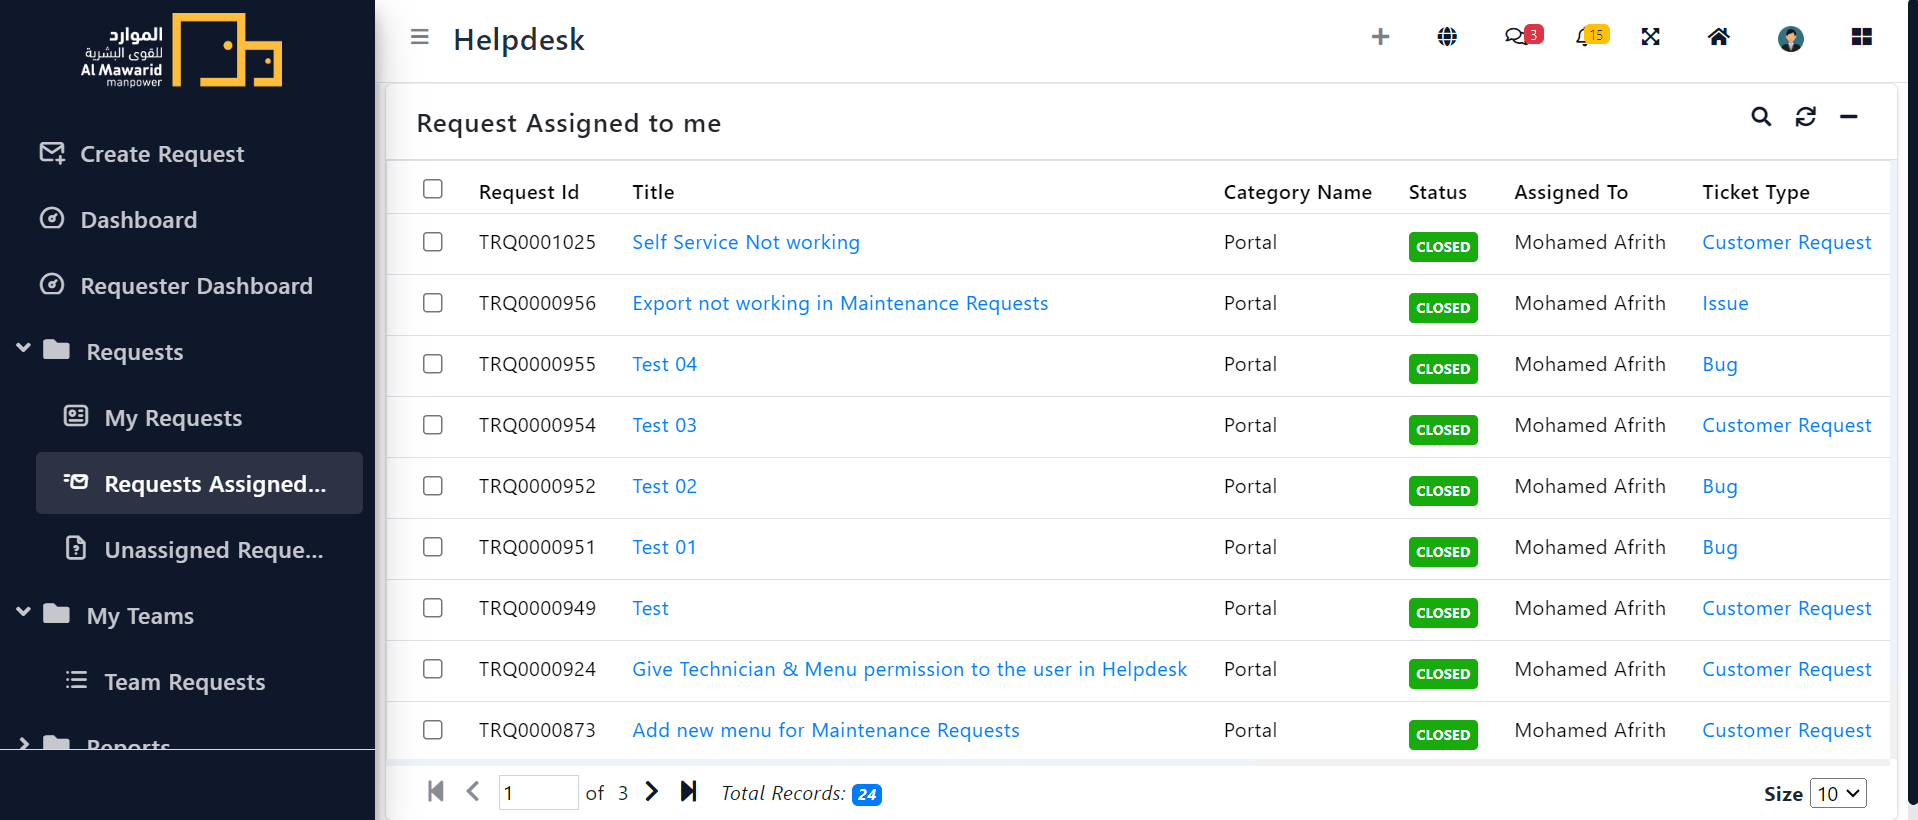 الموارد
للقوى البشرية
Al Mawarid
manpower
Create Request
Dashboard
Requester Dashboard
Requests
My Requests
Requests Assigned...
Unassigned Reque...
My Teams
Team Requests
Reports
Helpdesk
3
15
Request Assigned to me
Request Id Title Category Name Status Assigned To Ticket Type
TRQ0001025 Self Service Not working Portal CLOSED Mohamed Afrith Customer Request
TRQ0000956 Export not working in Maintenance Requests Portal CLOSED Mohamed Afrith Issue
TRQ0000955 Test 04 Portal CLOSED Mohamed Afrith Bug
TRQ0000954 Test 03 Portal CLOSED Mohamed Afrith Customer Request
TRQ0000952 Test 02 Portal CLOSED Mohamed Afrith Bug
TRQ0000951 Test 01 Portal CLOSED Mohamed Afrith Bug
TRQ0000949 Test Portal CLOSED Mohamed Afrith Customer Request
TRQ0000924 Give Technician & Menu permission to the user in Helpdesk Portal CLOSED Mohamed Afrith Customer Request
TRQ0000873 Add new menu for Maintenance Requests Portal CLOSED Mohamed Afrith Customer Request
1 of 3 Total Records: 24 Size 10